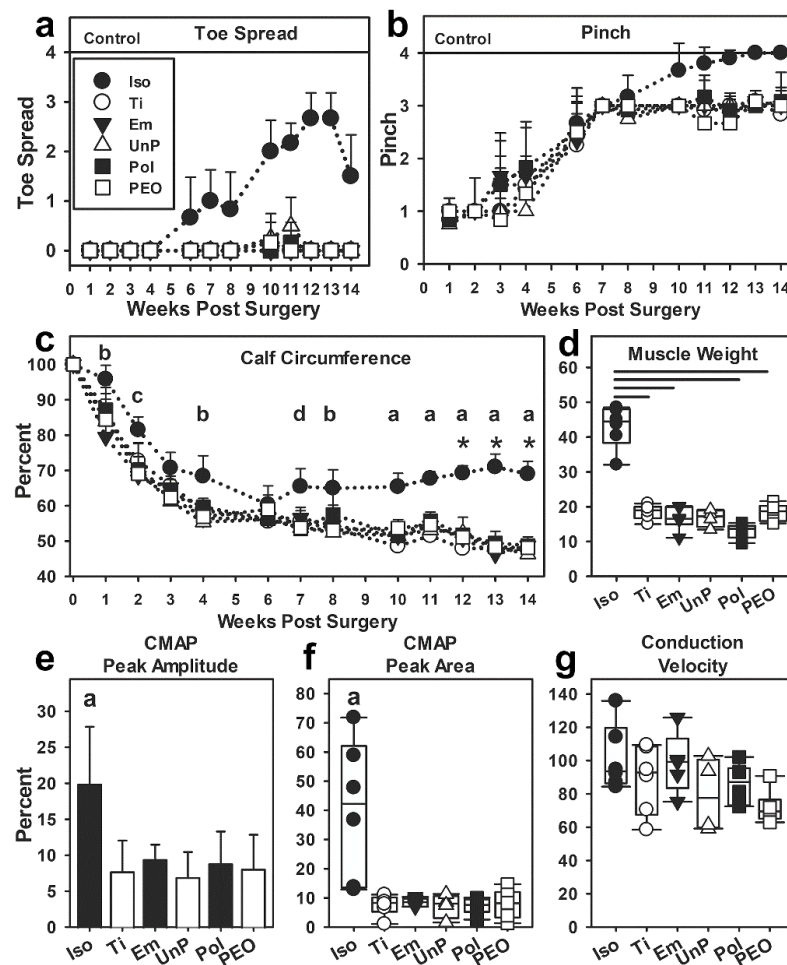 a
Control
Toe Spread
4
3
2
1
0
Toe Spread
Iso
Ti
Em
UnP
Pol
PEO
0 1 2 3 4 5 6 7 8 9 10 11 12 13 14
Weeks Post Surgery
b
Pinch
Control
4
3
2
1
0
Pinch
0 1 2 3 4 5 6 7 8 9 10 11 12 13 14
Weeks Post Surgery
c
Calf Circumference
100
90
80
70
60
50
40
Percent
b c b d b a a a a a
* * *
0 1 2 3 4 5 6 7 8 9 10 11 12 13 14
Weeks Post Surgery
d
Muscle Weight
60
50
40
30
20
10
0
Iso Ti Em UnP Pol PEO
e
CMAP
Peak Amplitude
30
25
20
15
10
5
0
Percent
a
Iso Ti Em UnP Pol PEO
f
CMAP
Peak Area
80
70
60
50
40
30
20
10
0
a
Iso Ti Em UnP Pol PEO
g
Conduction
Velocity
140
120
100
80
60
40
20
0
Iso Ti Em UnP Pol PEO